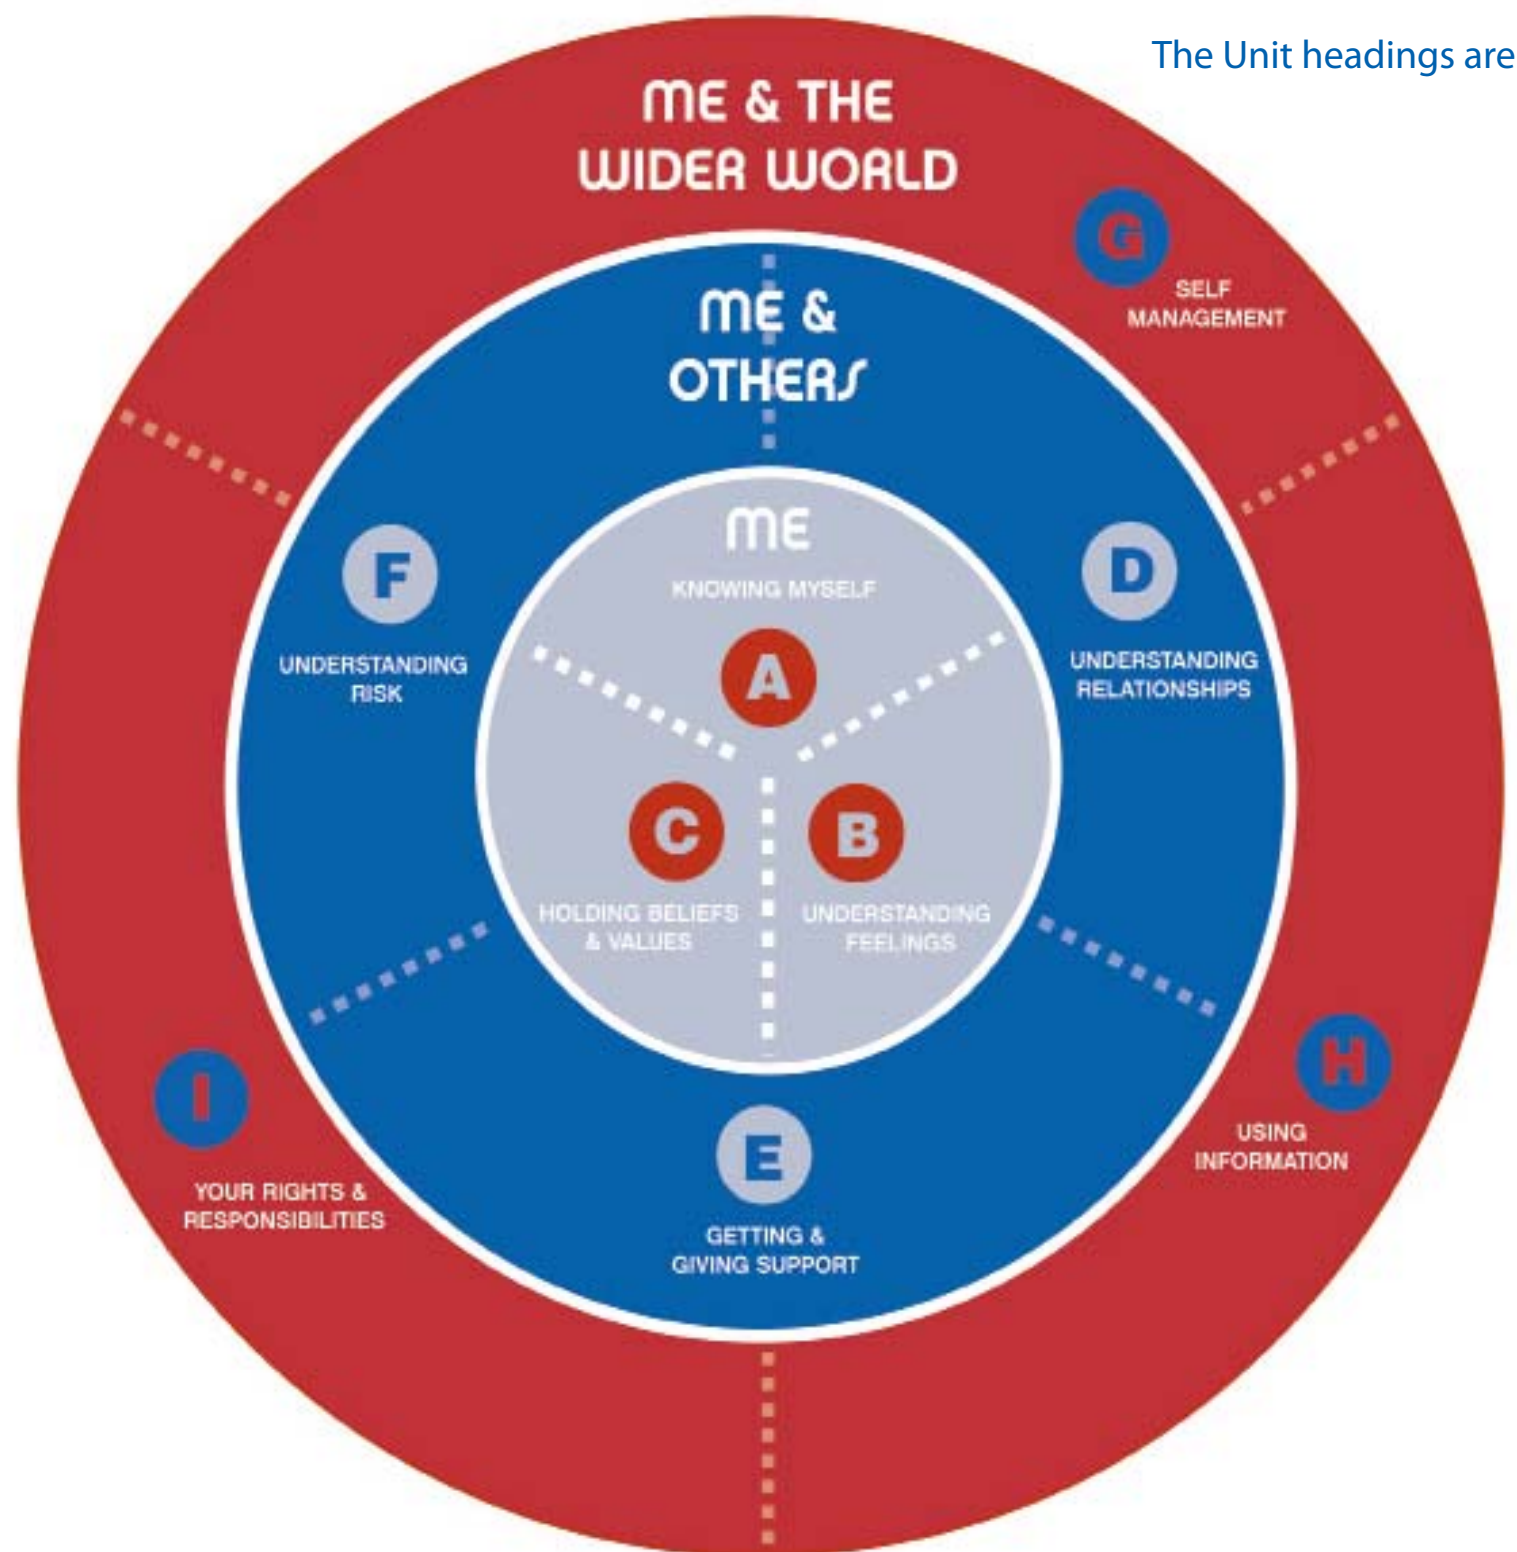 The Unit headings are
ME & THE
WIDER WORLD
G
SELF
MANAGEMENT
ME &
OTHERS
ME
KNOWING MYSELF
A
F
UNDERSTANDING
RISK
D
UNDERSTANDING
RELATIONSHIPS
C
HOLDING BELIEFS
& VALUES
B
UNDERSTANDING
FEELINGS
I
YOUR RIGHTS &
RESPONSIBILITIES
H
USING
INFORMATION
E
GETTING &
GIVING SUPPORT